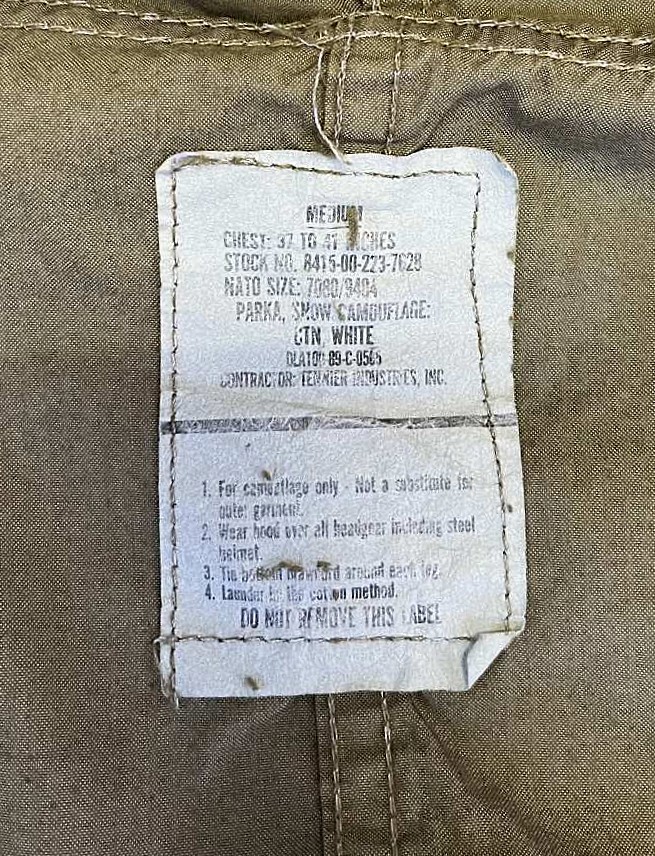 MEDIUM
CHEST: 37 TO 41 INCHES
STOCK NO. 8415-00-223-7628
NATO SIZE: 7080/9404
PARKA, SNOW CAMOUFLAGE:
CTN, WHITE
DLA100-89-C-0565
CONTRACTOR: TENNIER INDUSTRIES, INC.
1. For camouflage only - Not a substitute for
outer garment.
2. Wear hood over all headgear including steel
helmet.
3. Tie bottom drawcord around each leg.
4. Launder by the cotton method.
DO NOT REMOVE THIS LABEL